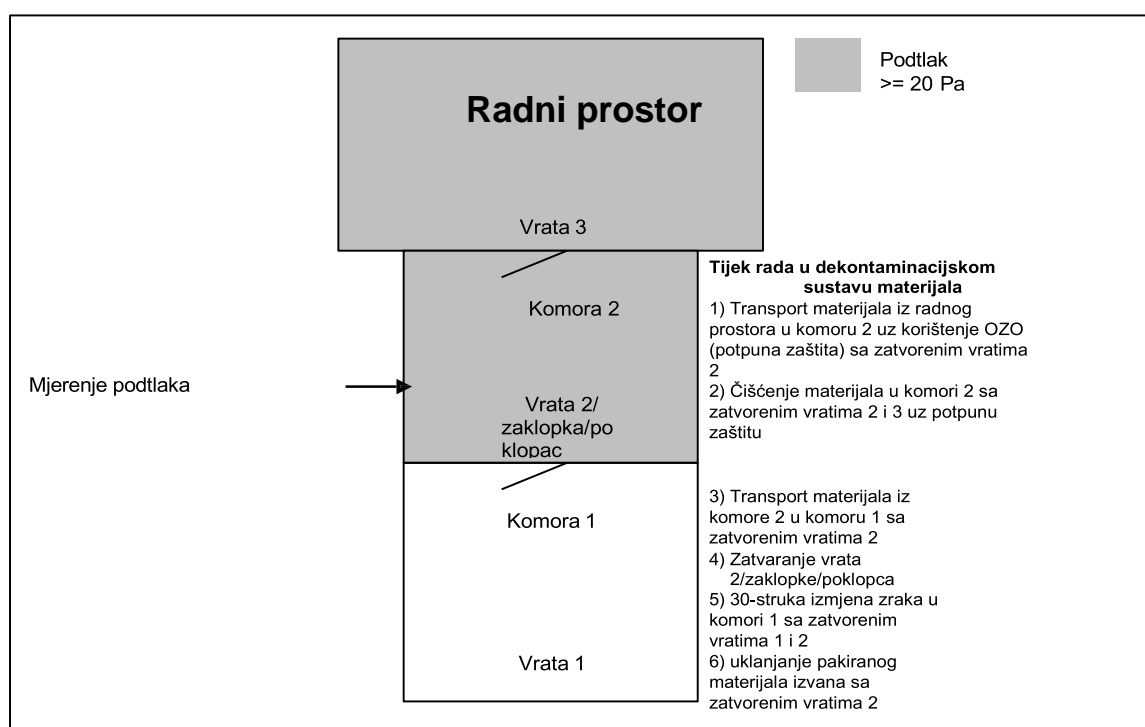 Podtlak
>= 20 Pa
Radni prostor
Vrata 3
Komora 2
Mjerenje podtlaka
Vrata 2/
zaklopka/po
klopac
Komora 1
Vrata 1
Tijek rada u dekontaminacijskom
sustavu materijala
1) Transport materijala iz radnog
prostora u komoru 2 uz korištenje OZO
(potpuna zaštita) sa zatvorenim vratima
2
2) Čišćenje materijala u komori 2 sa
zatvorenim vratima 2 i 3 uz potpunu
zaštitu
3) Transport materijala iz
komore 2 u komoru 1 sa
zatvorenim vratima 2
4) Zatvaranje vrata
2/zaklopke/poklopca
5) 30-struka izmjena zraka u
komori 1 sa zatvorenim
vratima 1 i 2
6) uklanjanje pakiranog
materijala izvana sa
zatvorenim vratima 2